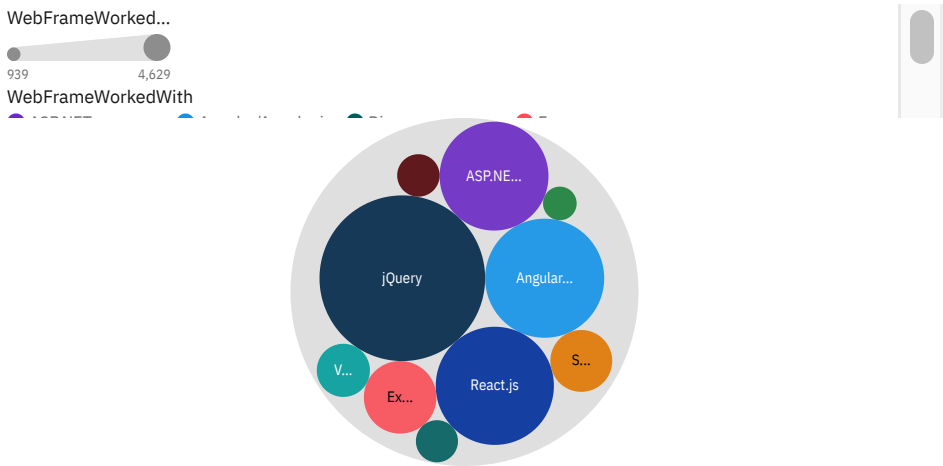 WebFrameWorked...
939 4,629
WebFrameWorkedWith
ASP.NE...
jQuery Angular...
S...
V...
React.js
Ex...